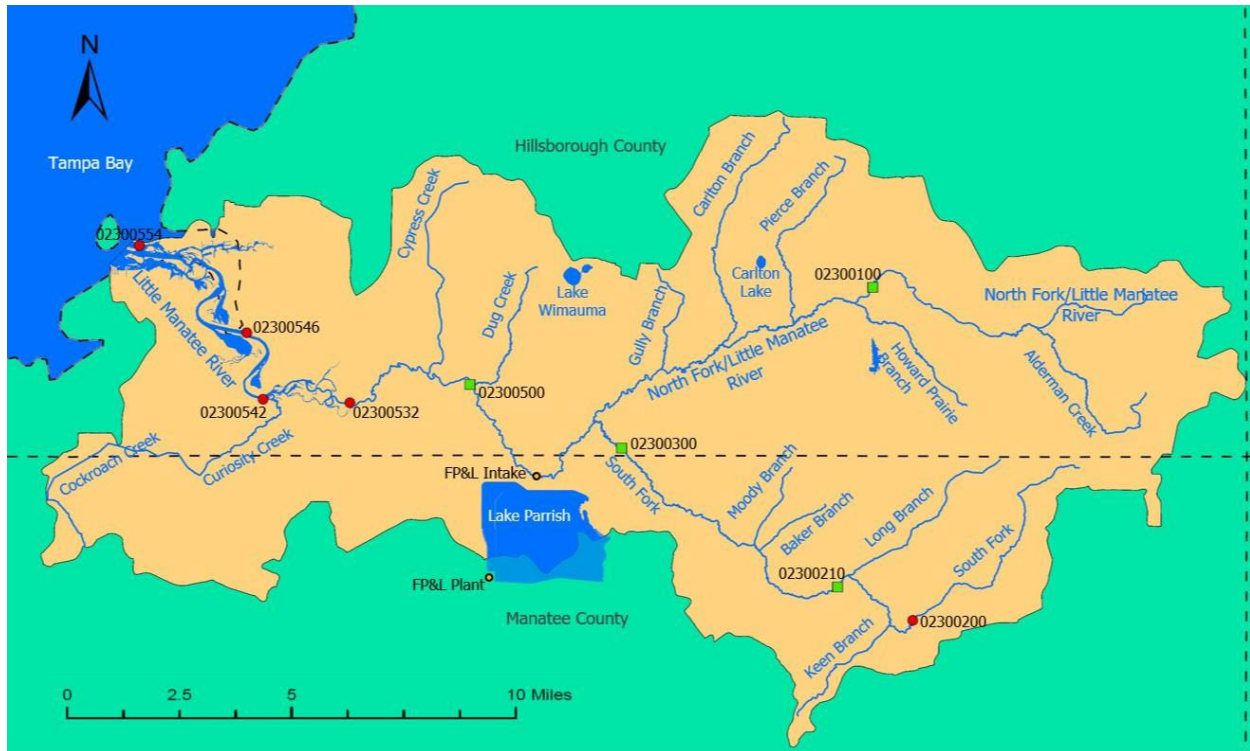 N
Tampa Bay
Hillsborough County
Carlton Branch
Pierce Branch
Cypress Creek
02300554
Little Manatee
River
Dug Creek
Lake
Wimauma
Gully Branch
Carlton
Lake
02300100
North Fork/Little Manatee
River
02300546
North Fork/Little Manatee
River
Howard Prairie
Branch
Alderman Creek
02300542
02300532
02300500
02300300
Cockroach Creek
Curiosity Creek
FP&L Intake
South Fork
Moody Branch
Baker Branch
Long Branch
South Fork
Lake Parrish
FP&L Plant
02300210
Manatee County
Keen Branch
02300200
0
2.5
5
10 Miles